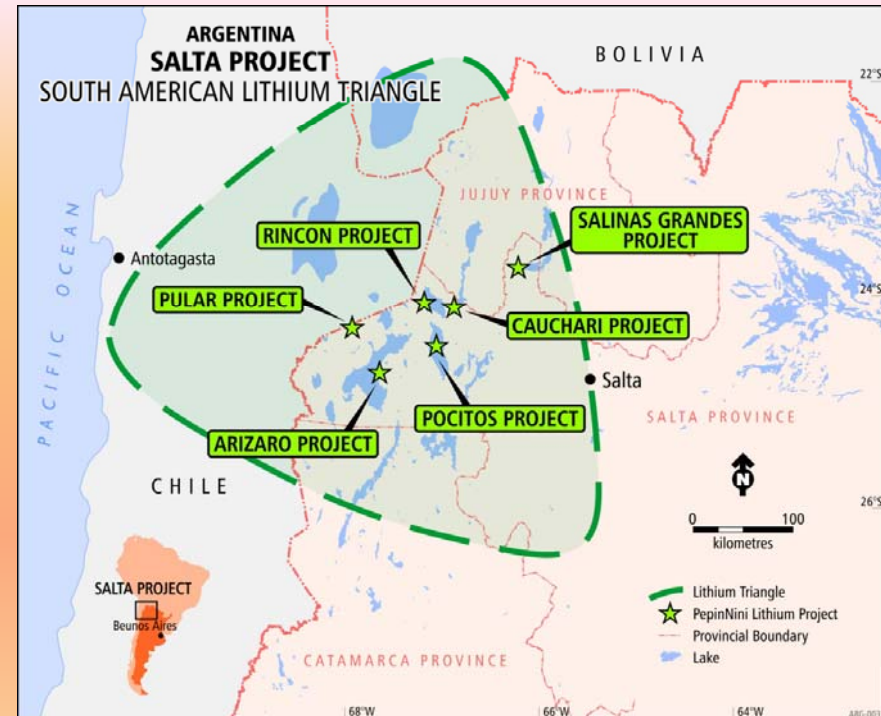 ARGENTINA
SALTA PROJECT
SOUTH AMERICAN LITHIUM TRIANGLE
BOLIVIA
22°S
JUJUY PROVINCE
SALINAS GRANDES
PROJECT
RINCON PROJECT
Antotagasta
PULAR PROJECT
24°S
CAUCHARI PROJECT
PACIFIC OCEAN
Salta
POCITOS PROJECT
SALTA PROVINCE
ARIZARO PROJECT
CHILE
N
26°S
0 100
kilometres
SALTA PROJECT
Beunos Aires
Lithium Triangle
PepinNini Lithium Project
Provincial Boundary
Lake
CATAMARCA PROVINCE
68°W
66°W
64°W